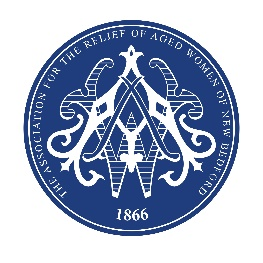 THE ASSOCIATION FOR THE RELIEF OF AGED WOMEN OF NEW BEDFORD
1866